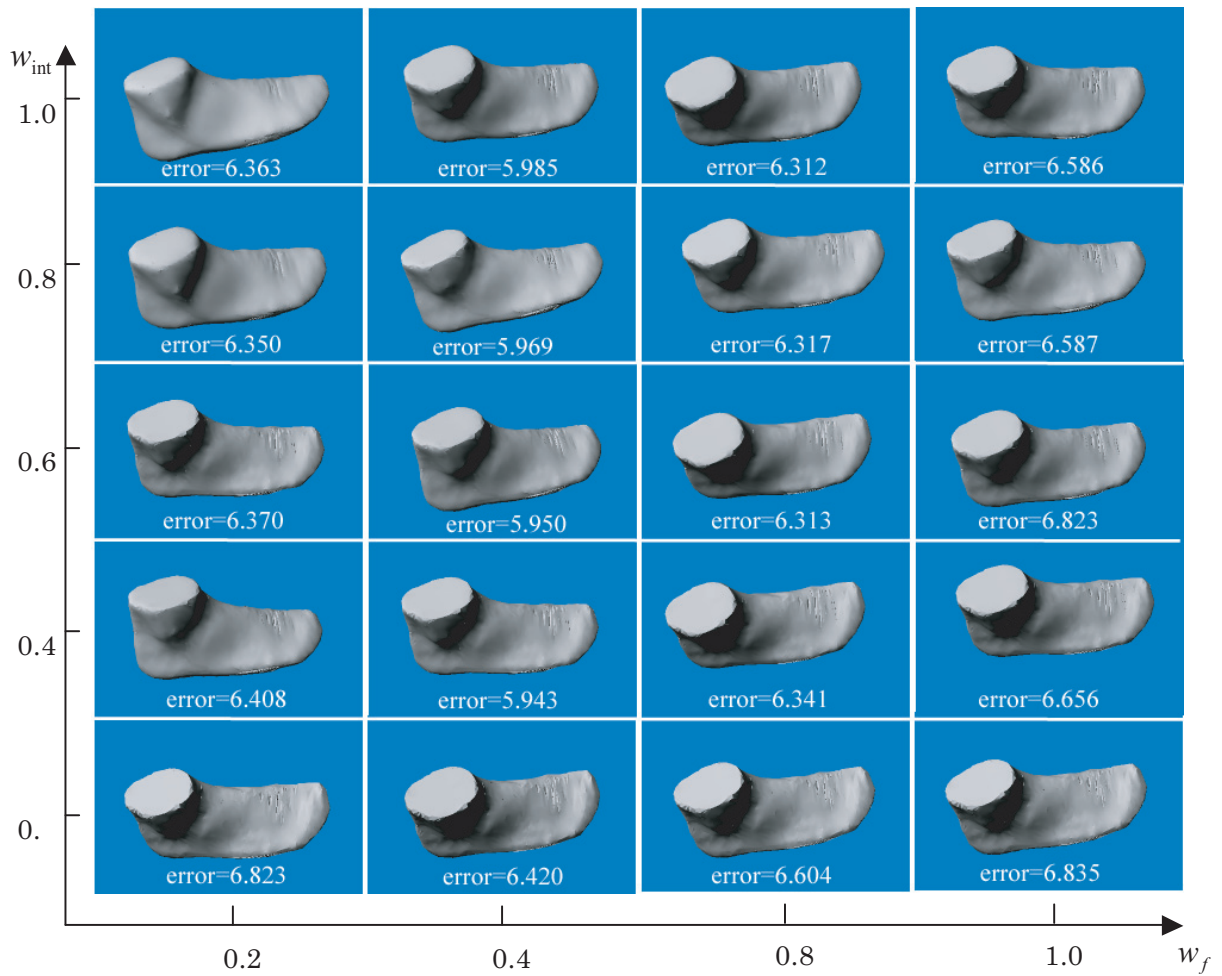 w_int
1.0
error=6.363 error=5.985 error=6.312 error=6.586
0.8
error=6.350 error=5.969 error=6.317 error=6.587
0.6
error=6.370 error=5.950 error=6.313 error=6.823
0.4
error=6.408 error=5.943 error=6.341 error=6.656
0.
error=6.823 error=6.420 error=6.604 error=6.835
0.2 0.4 0.8 1.0 w_f